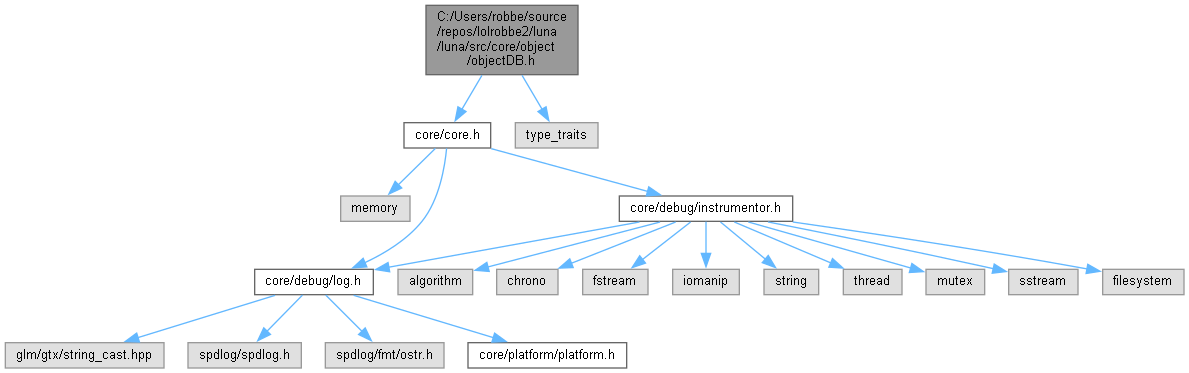 C:/Users/robbe/source
/repos/lolrobbe2/luna
/luna/src/core/object
/objectDB.h
core/core.h
type_traits
memory
core/debug/instrumentor.h
core/debug/log.h
algorithm
chrono
fstream
iomanip
string
thread
mutex
sstream
filesystem
glm/gtx/string_cast.hpp
spdlog/spdlog.h
spdlog/fmt/ostr.h
core/platform/platform.h